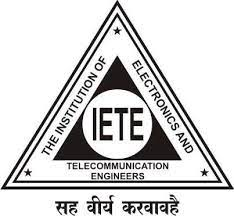 THE INSTITUTION OF
ELECTRONICS AND
IETE
TELECOMMUNICATION
ENGINEERS
सह वीर्य करवावहै